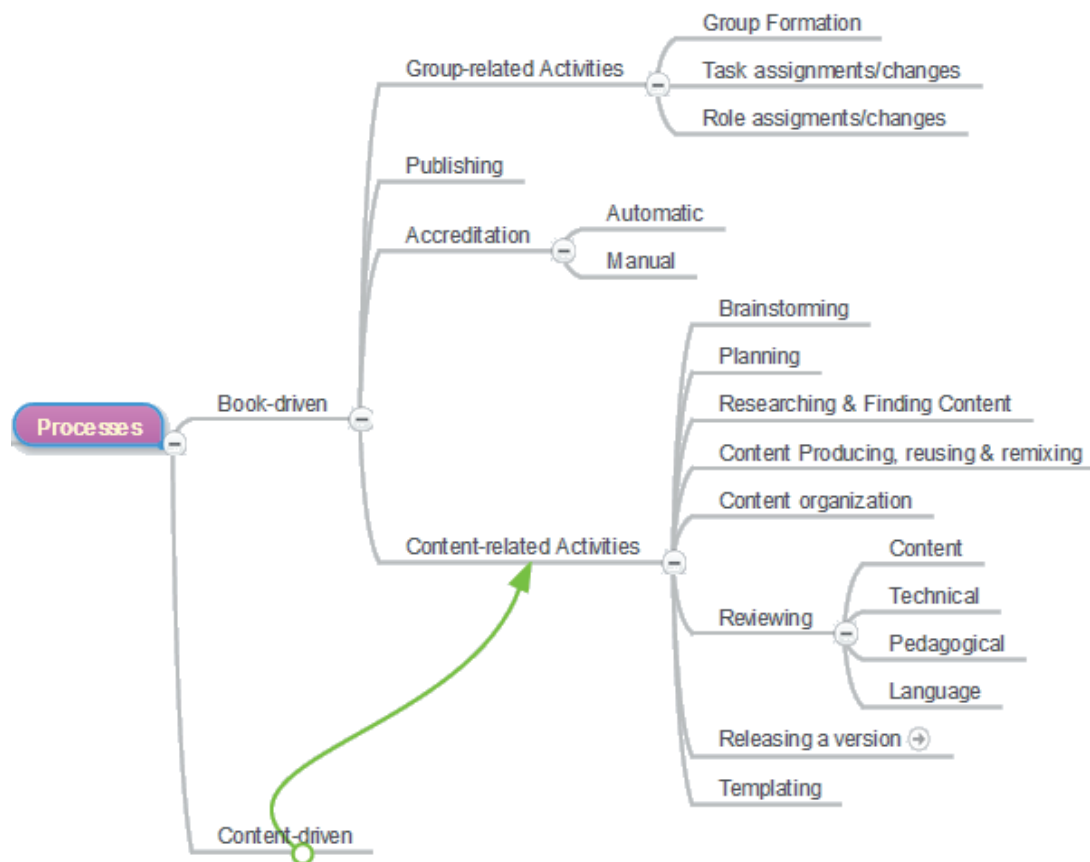 Processes
Book-driven
Group-related Activities
Group Formation
Task assignments/changes
Role assigments/changes
Publishing
Accreditation
Automatic
Manual
Content-related Activities
Brainstorming
Planning
Researching & Finding Content
Content Producing, reusing & remixing
Content organization
Reviewing
Content
Technical
Pedagogical
Language
Releasing a version
Templating
Content-driven